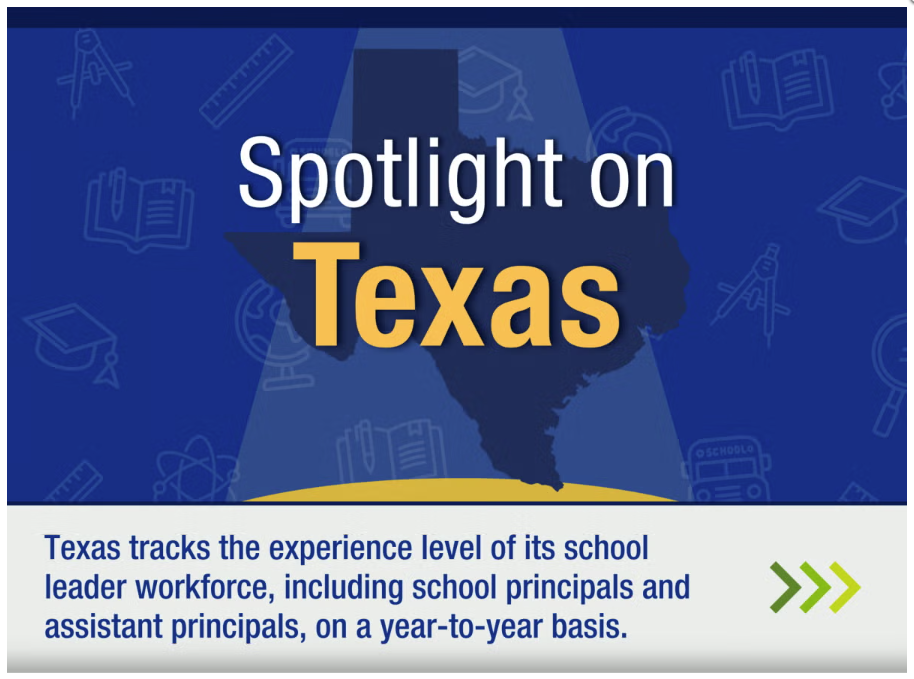 Spotlight on
Texas
SCHOOL
Texas tracks the experience level of its school
leader workforce, including school principals and
assistant principals, on a year-to-year basis.